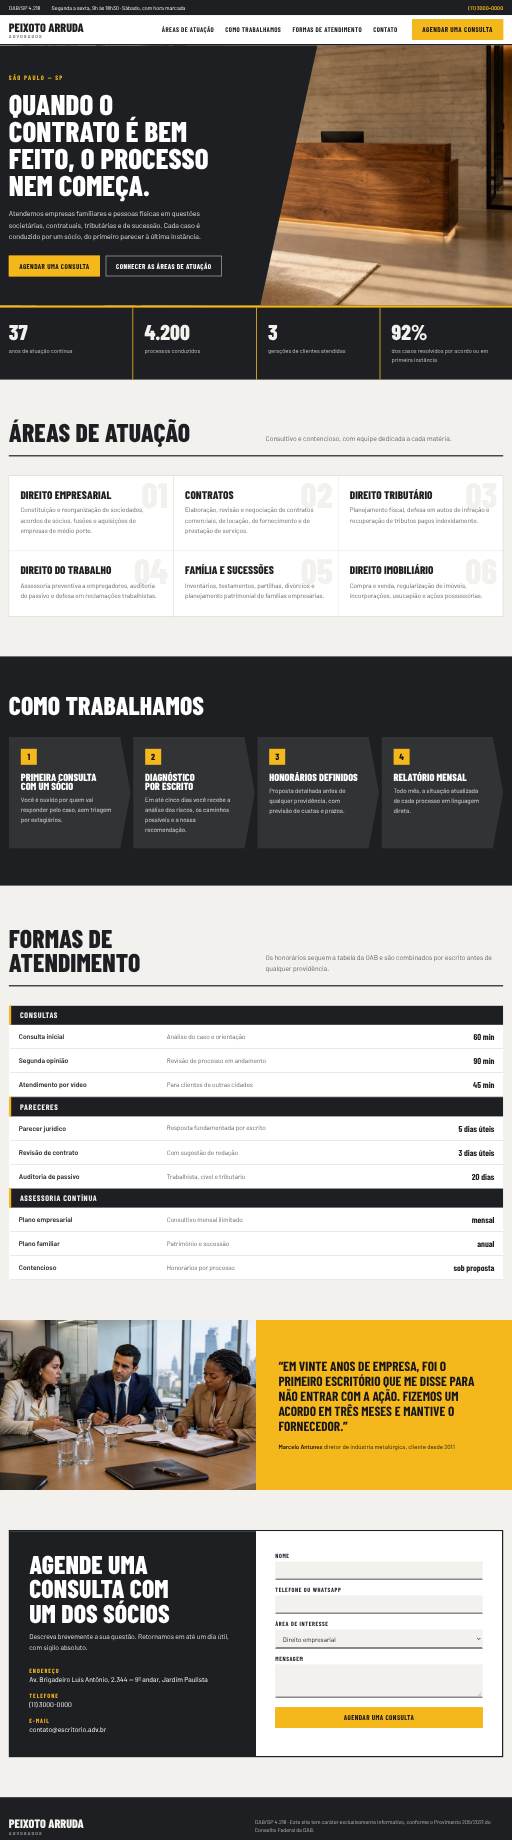 OAB/SP 4.218 Segunda a sexta, 9h às 18h30 · Sábado, com hora marcada (11) 3000-0000
PEIXOTO ARRUDA
ADVOGADOS
ÁREAS DE ATUAÇÃO COMO TRABALHAMOS FORMAS DE ATENDIMENTO CONTATO AGENDAR UMA CONSULTA
SÃO PAULO — SP
QUANDO O
CONTRATO É BEM
FEITO, O PROCESSO
NEM COMEÇA.
Atendemos empresas familiares e pessoas físicas em questões
societárias, contratuais, tributárias e de sucessão. Cada caso é
conduzido por um sócio, do primeiro parecer à última instância.
AGENDAR UMA CONSULTA CONHECER AS ÁREAS DE ATUAÇÃO
37
anos de atuação contínua
4.200
processos conduzidos
3
gerações de clientes atendidas
92%
dos casos resolvidos por acordo ou em
primeira instância
ÁREAS DE ATUAÇÃO
Consultivo e contencioso, com equipe dedicada a cada matéria.
01
DIREITO EMPRESARIAL
Constituição e reorganização de sociedades,
acordos de sócios, fusões e aquisições de
empresas de médio porte.
02
CONTRATOS
Elaboração, revisão e negociação de contratos
comerciais, de locação, de fornecimento e de
prestação de serviços.
03
DIREITO TRIBUTÁRIO
Planejamento fiscal, defesa em autos de infração e
recuperação de tributos pagos indevidamente.
04
DIREITO DO TRABALHO
Assessoria preventiva a empregadores, auditoria
do passivo e defesa em reclamações trabalhistas.
05
FAMÍLIA E SUCESSÕES
Inventários, testamentos, partilhas, divórcios e
planejamento patrimonial de famílias empresárias.
06
DIREITO IMOBILIÁRIO
Compra e venda, regularização de imóveis,
incorporações, usucapião e ações possessórias.
COMO TRABALHAMOS
1
PRIMEIRA CONSULTA
COM UM SÓCIO
Você é ouvido por quem vai
responder pelo caso, sem triagem
por estagiários.
2
DIAGNÓSTICO
POR ESCRITO
Em até cinco dias você recebe a
análise dos riscos, os caminhos
possíveis e a nossa
recomendação.
3
HONORÁRIOS DEFINIDOS
Proposta detalhada antes de
qualquer providência, com
previsão de custas e prazos.
4
RELATÓRIO MENSAL
Todo mês, a situação atualizada
de cada processo em linguagem
direta.
FORMAS DE
ATENDIMENTO
Os honorários seguem a tabela da OAB e são combinados por escrito antes de
qualquer providência.
CONSULTAS
Consulta inicial Análise do caso e orientação 60 min
Segunda opinião Revisão de processo em andamento 90 min
Atendimento por vídeo Para clientes de outras cidades 45 min
PARECERES
Parecer jurídico Resposta fundamentada por escrito 5 dias úteis
Revisão de contrato Com sugestão de redação 3 dias úteis
Auditoria de passivo Trabalhista, cível e tributário 20 dias
ASSESSORIA CONTÍNUA
Plano empresarial Consultivo mensal ilimitado mensal
Plano familiar Patrimônio e sucessão anual
Contencioso Honorários por processo sob proposta
“EM VINTE ANOS DE EMPRESA, FOI O
PRIMEIRO ESCRITÓRIO QUE ME DISSE PARA
NÃO ENTRAR COM A AÇÃO. FIZEMOS UM
ACORDO EM TRÊS MESES E MANTIVE O
FORNECEDOR.”
Marcelo Antunes diretor de indústria metalúrgica, cliente desde 2011
AGENDE UMA
CONSULTA COM
UM DOS SÓCIOS
Descreva brevemente a sua questão. Retornamos em até um dia útil,
com sigilo absoluto.
ENDEREÇO
Av. Brigadeiro Luís Antônio, 2.344 — 9º andar, Jardim Paulista
TELEFONE
(11) 3000-0000
E-MAIL
contato@escritorio.adv.br
NOME
TELEFONE OU WHATSAPP
ÁREA DE INTERESSE
Direito empresarial
MENSAGEM
AGENDAR UMA CONSULTA
PEIXOTO ARRUDA
ADVOGADOS
OAB/SP 4.218 · Este site tem caráter exclusivamente informativo, conforme o Provimento 205/2021 do
Conselho Federal da OAB.